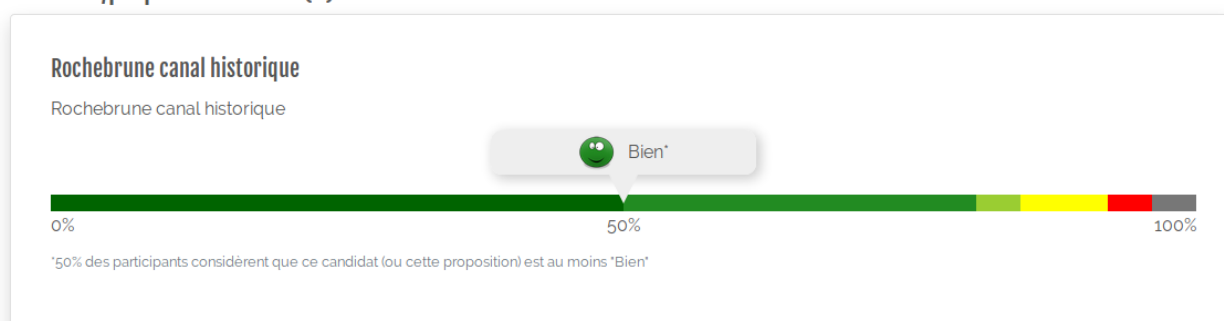 Rochebrune canal historique
Rochebrune canal historique
Bien*
0% 50% 100%
*50% des participants considèrent que ce candidat (ou cette proposition) est au moins "Bien"